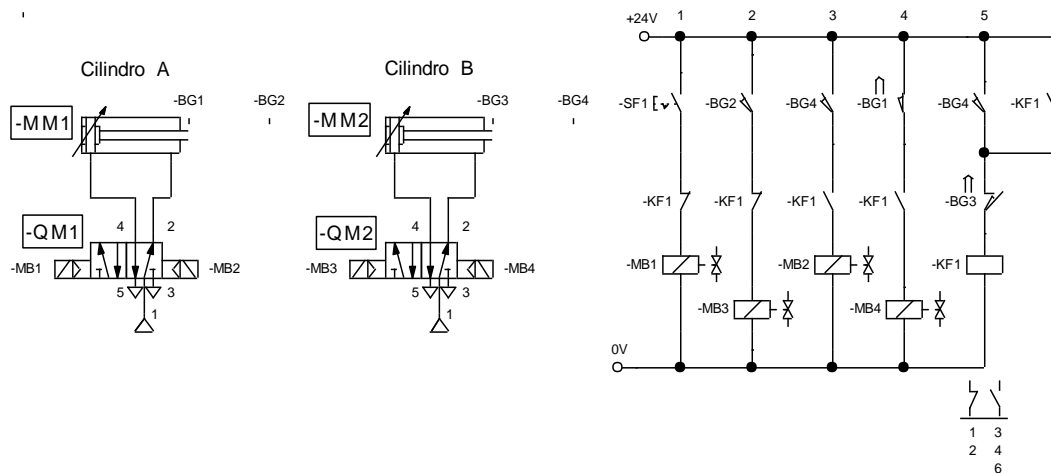 Cilindro A
-BG1
-BG2
-MM1
-QM1
4
2
-MB1
-MB2
5
3
1
Cilindro B
-BG3
-BG4
-MM2
-QM2
4
2
-MB3
-MB4
5
3
1
+24V
1
2
3
4
5
-SF1
-BG2
-BG4
-BG1
-BG4
-KF1
-KF1
-KF1
-KF1
-KF1
-BG3
-MB1
-MB2
-KF1
-MB3
-MB4
0V
1 3
2 4
6